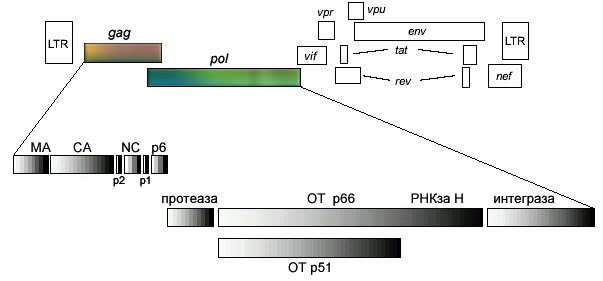 vpr
vpu
LTR
gag
env
LTR
vif
tat
pol
rev
nef
MA CA NC p6
p2 p1
протеаза ОТ p66 РНКза Н интеграза
ОТ p51